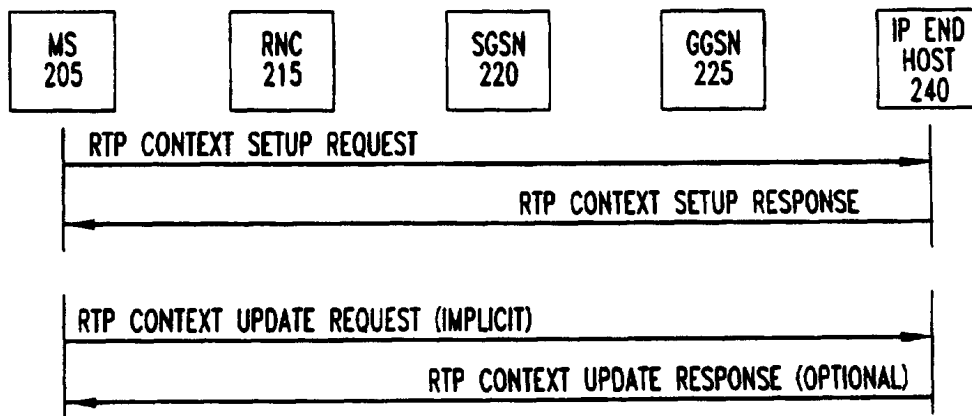 MS
205
RNC
215
SGSN
220
GGSN
225
IP END
HOST
240
RTP CONTEXT SETUP REQUEST
RTP CONTEXT SETUP RESPONSE
RTP CONTEXT UPDATE REQUEST (IMPLICIT)
RTP CONTEXT UPDATE RESPONSE (OPTIONAL)